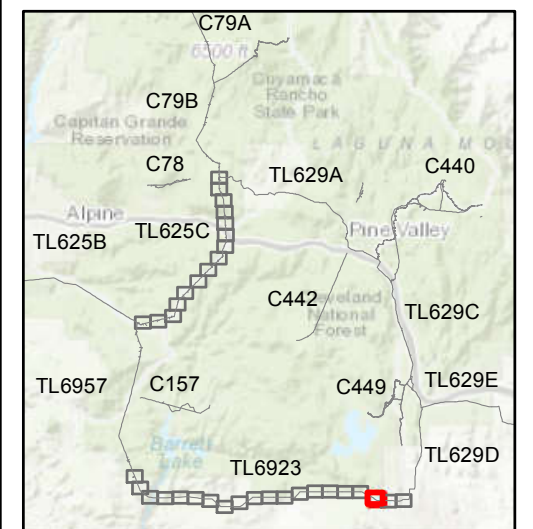 C79A
6500 ft
Cuyamaca
Rancho
State Park
C79B
Capitan Grande
Reservation
LAGUNA MO
C78
TL629A
C440
Alpine
TL625B
TL625C
Pine Valley
C442
Cleveland
National
Forest
TL629C
TL6957
C157
C449
TL629E
Barrett
Lake
TL6923
TL629D